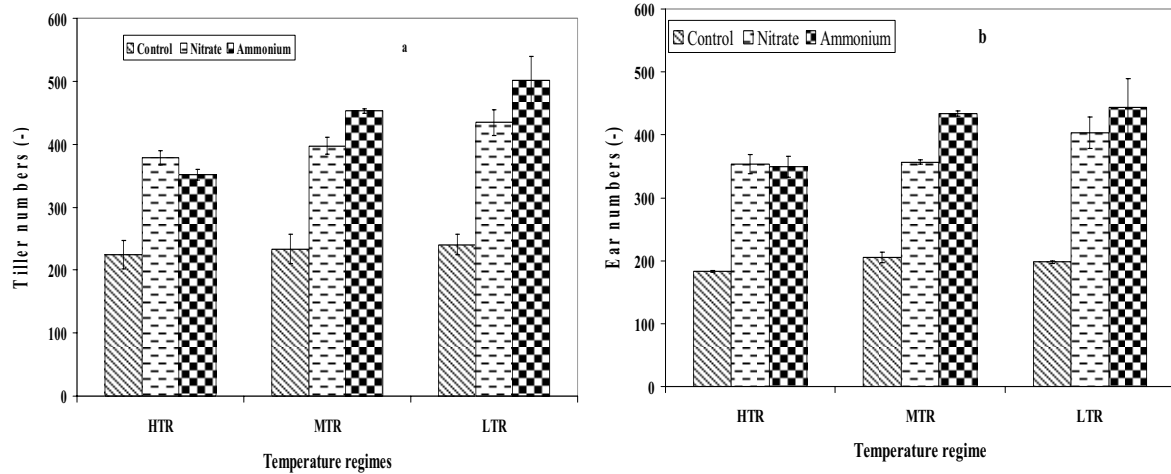 600
500
400
300
200
100
0
Tiller numbers (-)
Control Nitrate Ammonium
a
HTR MTR LTR
Temperature regimes
600
500
400
300
200
100
0
Ear numbers (-)
Control Nitrate Ammonium
b
HTR MTR LTR
Temperature regime